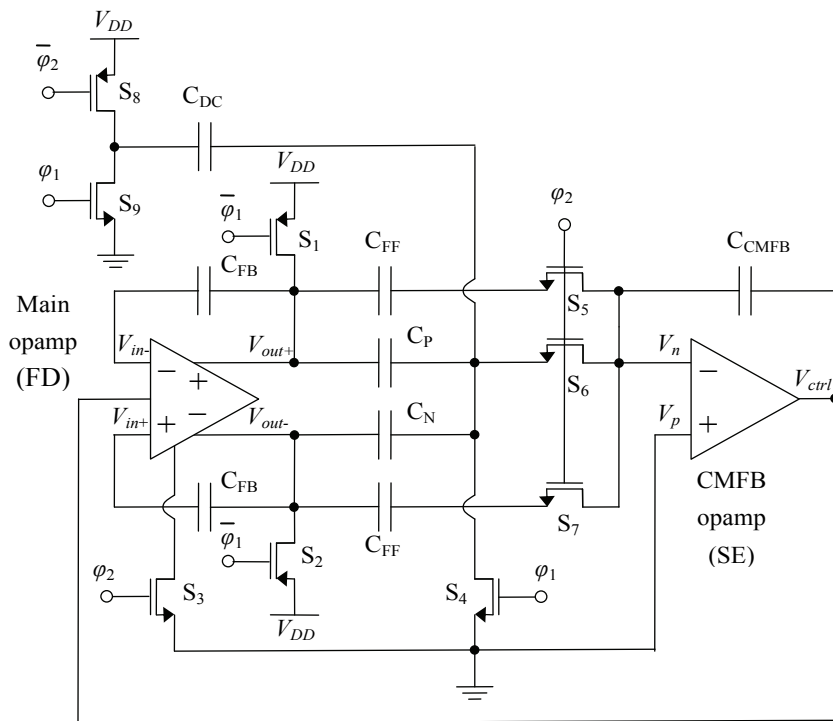 V_DD
φ̅₂
S₈
C_DC
φ₁
S₉
V_DD
φ̅₁
S₁
φ₂
C_FB
C_FF
C_CMFB
S₅
Main
opamp
(FD)
V_in-
V_out+
C_P
V_n
V_ctrl
S₆
− + −
V_in+
V_out-
C_N
V_p
− +
+
CMFB
opamp
(SE)
C_FB
C_FF
S₇
φ̅₁
S₂
φ₂
S₃
V_DD
S₄
φ₁